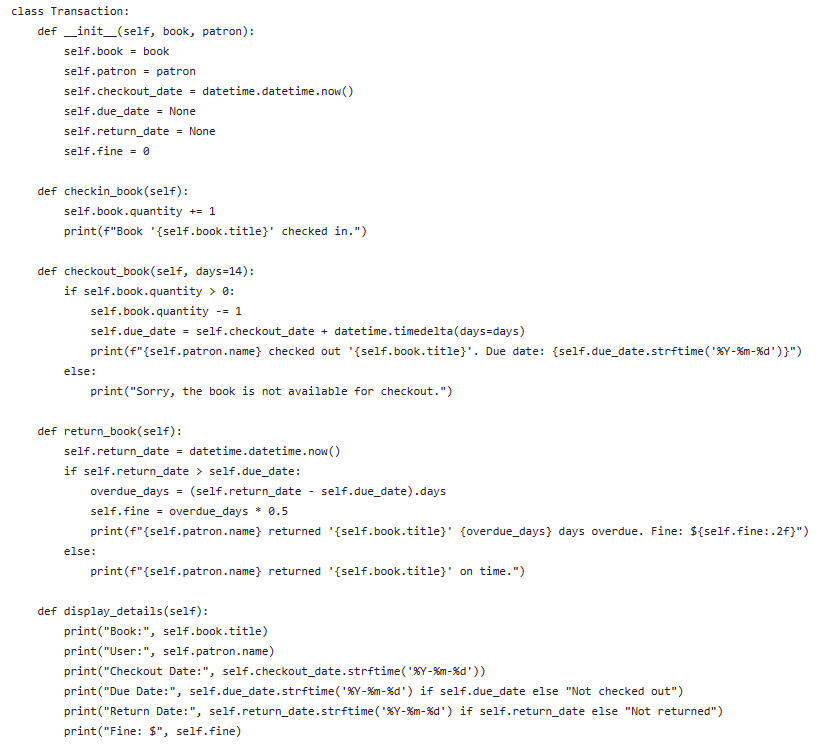 class Transaction:
    def __init__(self, book, patron):
        self.book = book
        self.patron = patron
        self.checkout_date = datetime.datetime.now()
        self.due_date = None
        self.return_date = None
        self.fine = 0

    def checkin_book(self):
        self.book.quantity += 1
        print(f"Book '{self.book.title}' checked in.")

    def checkout_book(self, days=14):
        if self.book.quantity > 0:
            self.book.quantity -= 1
            self.due_date = self.checkout_date + datetime.timedelta(days=days)
            print(f"{self.patron.name} checked out '{self.book.title}'. Due date: {self.due_date.strftime('%Y-%m-%d')}")
        else:
            print("Sorry, the book is not available for checkout.")

    def return_book(self):
        self.return_date = datetime.datetime.now()
        if self.return_date > self.due_date:
            overdue_days = (self.return_date - self.due_date).days
            self.fine = overdue_days * 0.5
            print(f"{self.patron.name} returned '{self.book.title}' {overdue_days} days overdue. Fine: ${self.fine:.2f}")
        else:
            print(f"{self.patron.name} returned '{self.book.title}' on time.")

    def display_details(self):
        print("Book:", self.book.title)
        print("User:", self.patron.name)
        print("Checkout Date:", self.checkout_date.strftime('%Y-%m-%d'))
        print("Due Date:", self.due_date.strftime('%Y-%m-%d') if self.due_date else "Not checked out")
        print("Return Date:", self.return_date.strftime('%Y-%m-%d') if self.return_date else "Not returned")
        print("Fine: $", self.fine)